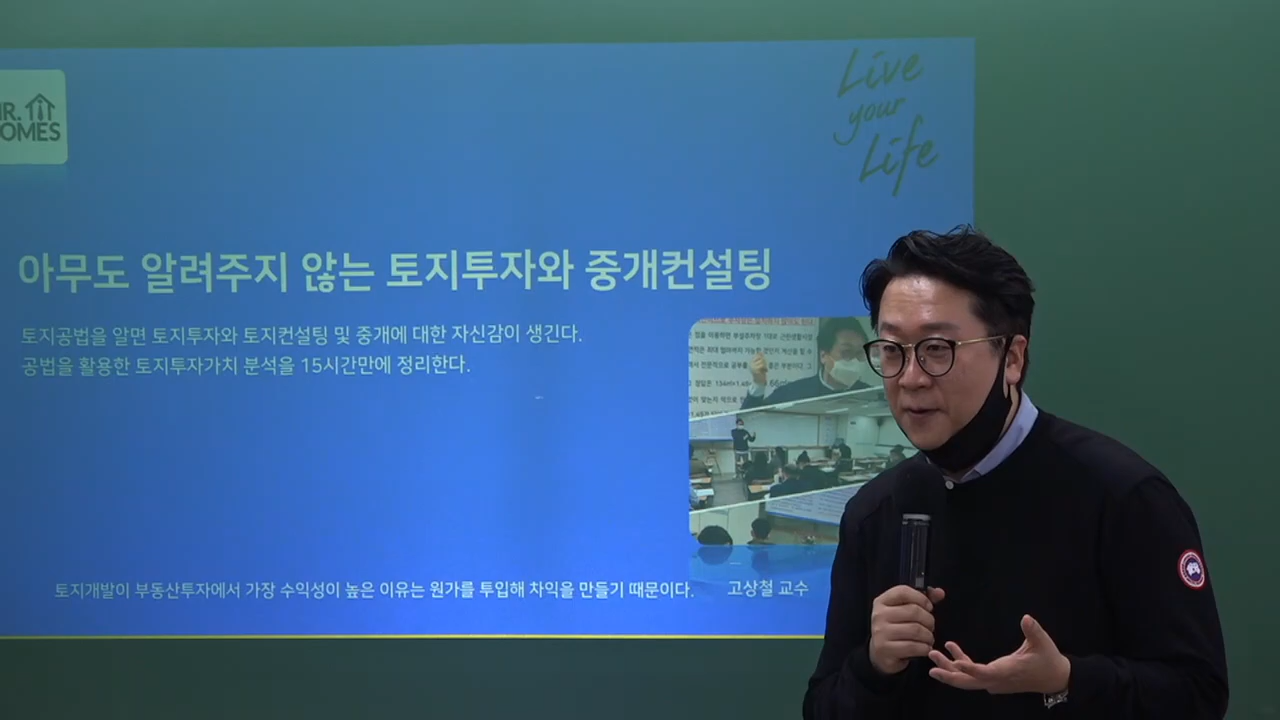 Live
your
Life
R.
OMES
아무도 알려주지 않는 토지투자와 중개컨설팅
토지공법을 알면 토지투자와 토지컨설팅 및 중개에 대한 자신감이 생긴다.
공법을 활용한 토지투자가치 분석을 15시간만에 정리한다.
토지개발이 부동산투자에서 가장 수익성이 높은 이유는 원가를 투입해 차익을 만들기 때문이다.
고상철 교수